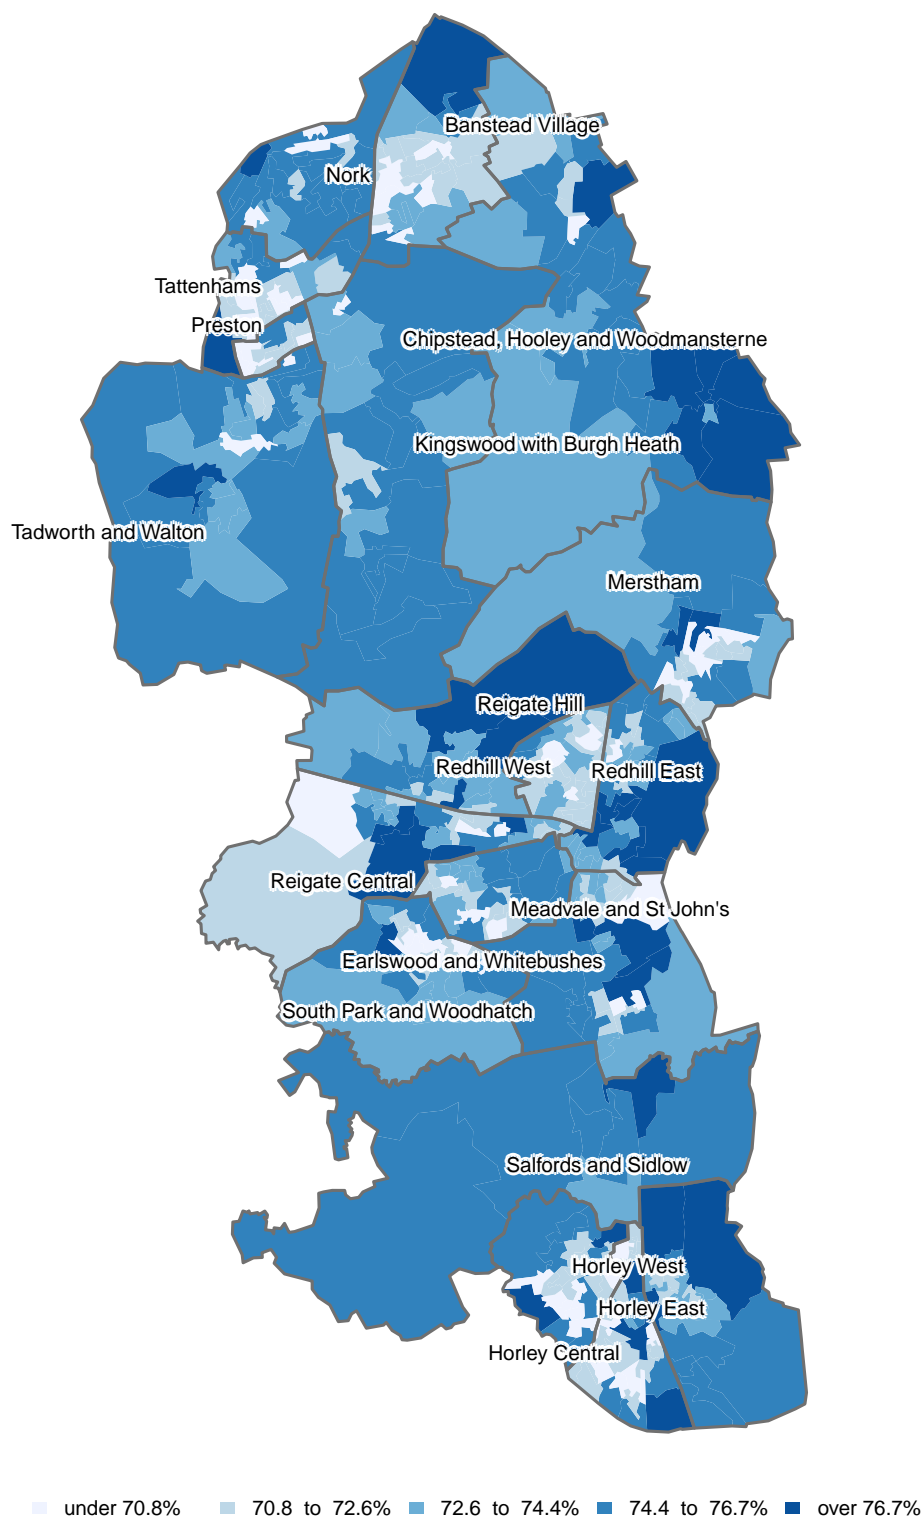 Banstead Village
Nork
Tattenhams
Preston
Chipstead, Hooley and Woodmansterne
Kingswood with Burgh Heath
Tadworth and Walton
Merstham
Reigate Hill
Redhill West
Redhill East
Reigate Central
Meadvale and St John's
Earlswood and Whitebushes
South Park and Woodhatch
Salfords and Sidlow
Horley West
Horley East
Horley Central
under 70.8% 70.8 to 72.6% 72.6 to 74.4% 74.4 to 76.7% over 76.7%